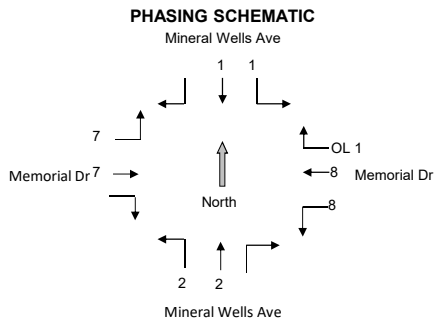 PHASING SCHEMATIC
Mineral Wells Ave
1 1
7
OL 1
Memorial Dr 7
8 Memorial Dr
North
8
2 2
Mineral Wells Ave